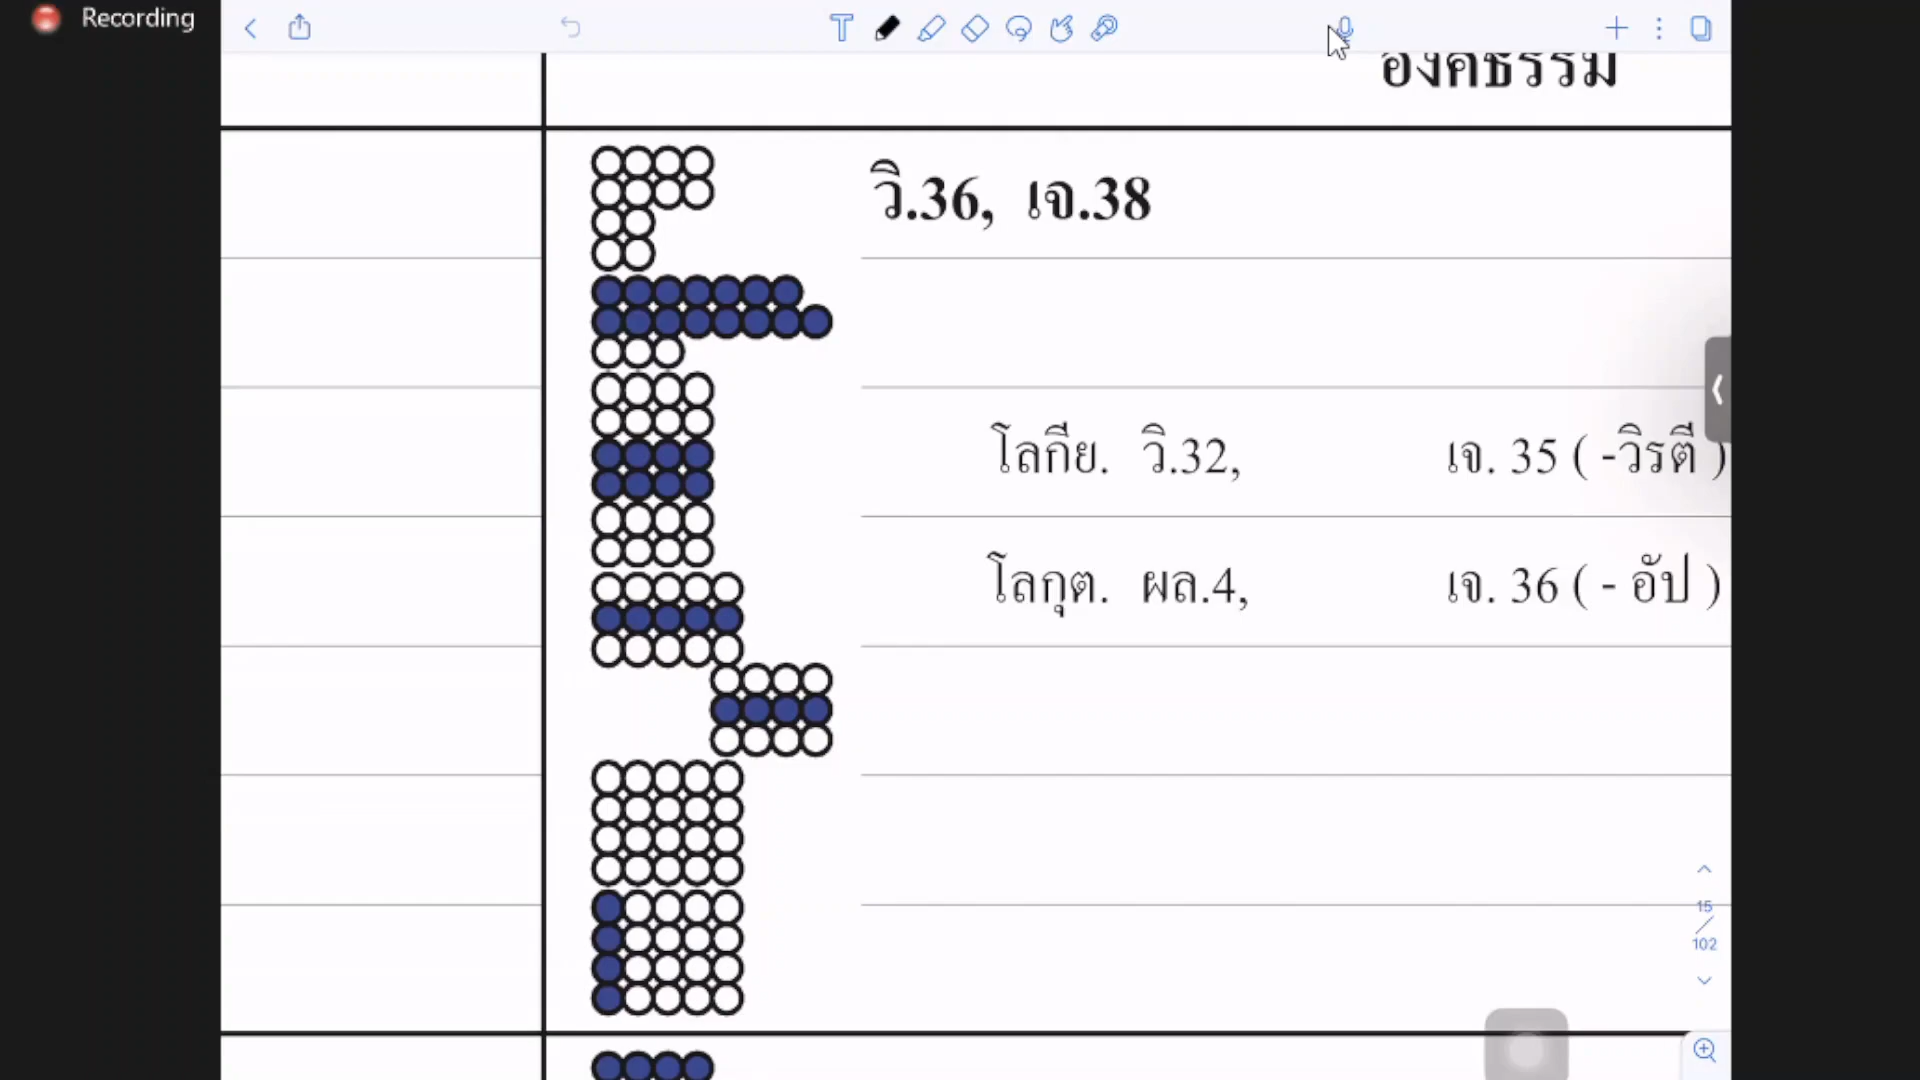 Recording
องค์ธรรม
วิ.36, เจ.38
โลกีย. วิ.32, เจ. 35 ( -วิรตี )
โลกุต. ผล.4, เจ. 36 ( - อัป )
15
102